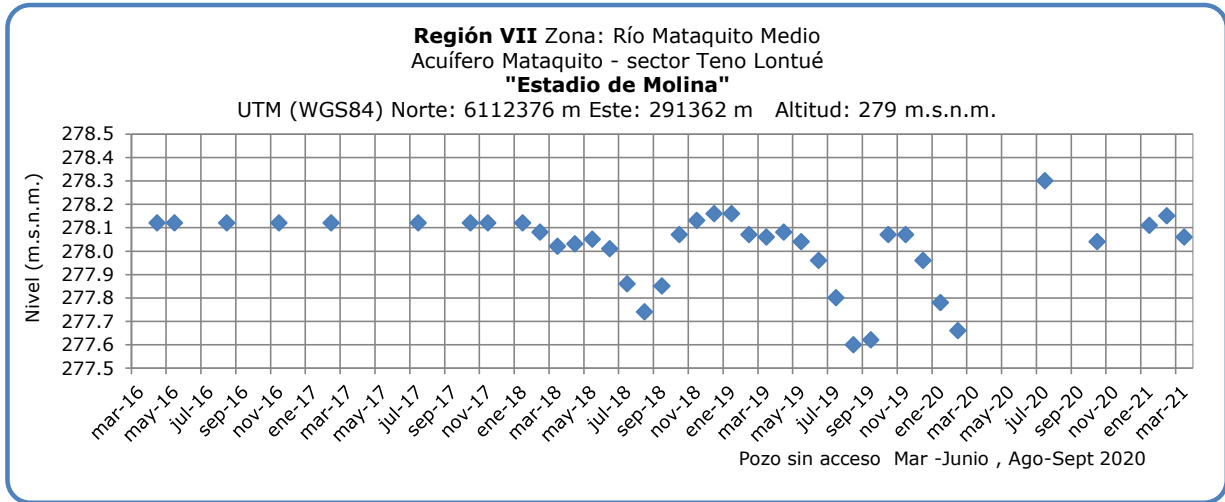 Región VII Zona: Río Mataquito Medio
Acuífero Mataquito - sector Teno Lontué
"Estadio de Molina"
UTM (WGS84) Norte: 6112376 m Este: 291362 m Altitud: 279 m.s.n.m.
Nivel (m.s.n.m.)
278.5
278.4
278.3
278.2
278.1
278.0
277.9
277.8
277.7
277.6
277.5
mar-16
may-16
jul-16
sep-16
nov-16
ene-17
mar-17
may-17
jul-17
sep-17
nov-17
ene-18
mar-18
may-18
jul-18
sep-18
nov-18
ene-19
mar-19
may-19
jul-19
sep-19
nov-19
ene-20
mar-20
may-20
jul-20
sep-20
nov-20
ene-21
mar-21
Pozo sin acceso Mar -Junio , Ago-Sept 2020